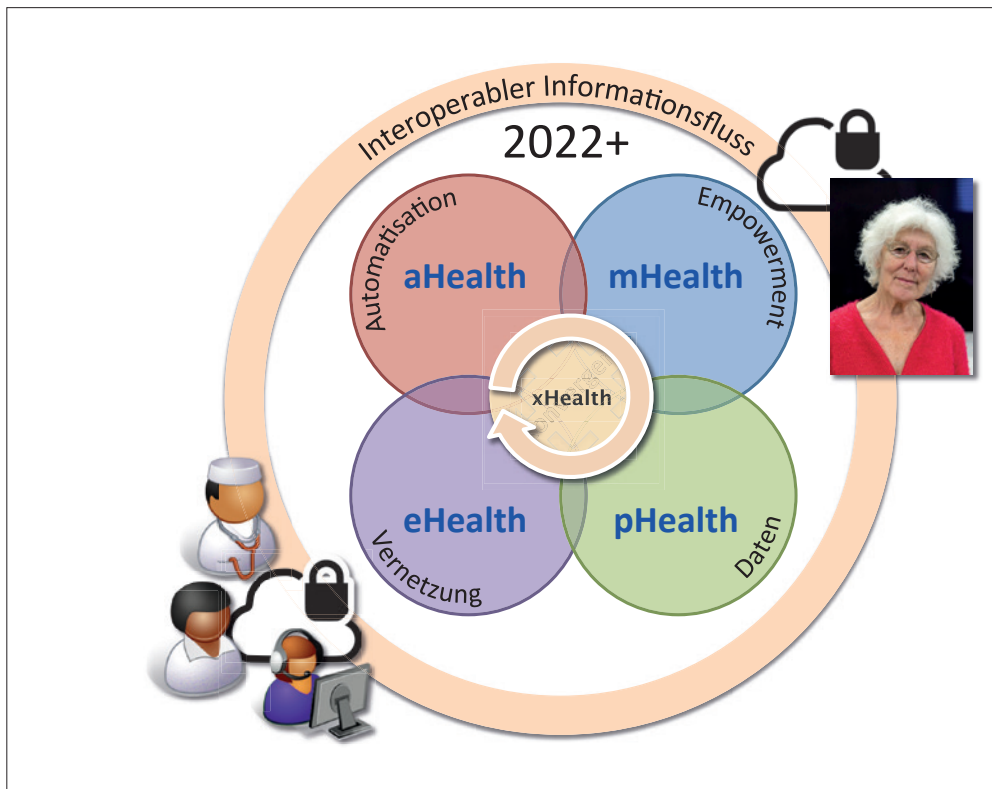 Interoperabler Informationsfluss
2022+
Automatisation
aHealth
Empowerment
mHealth
xHealth
Vernetzung
eHealth
Daten
pHealth